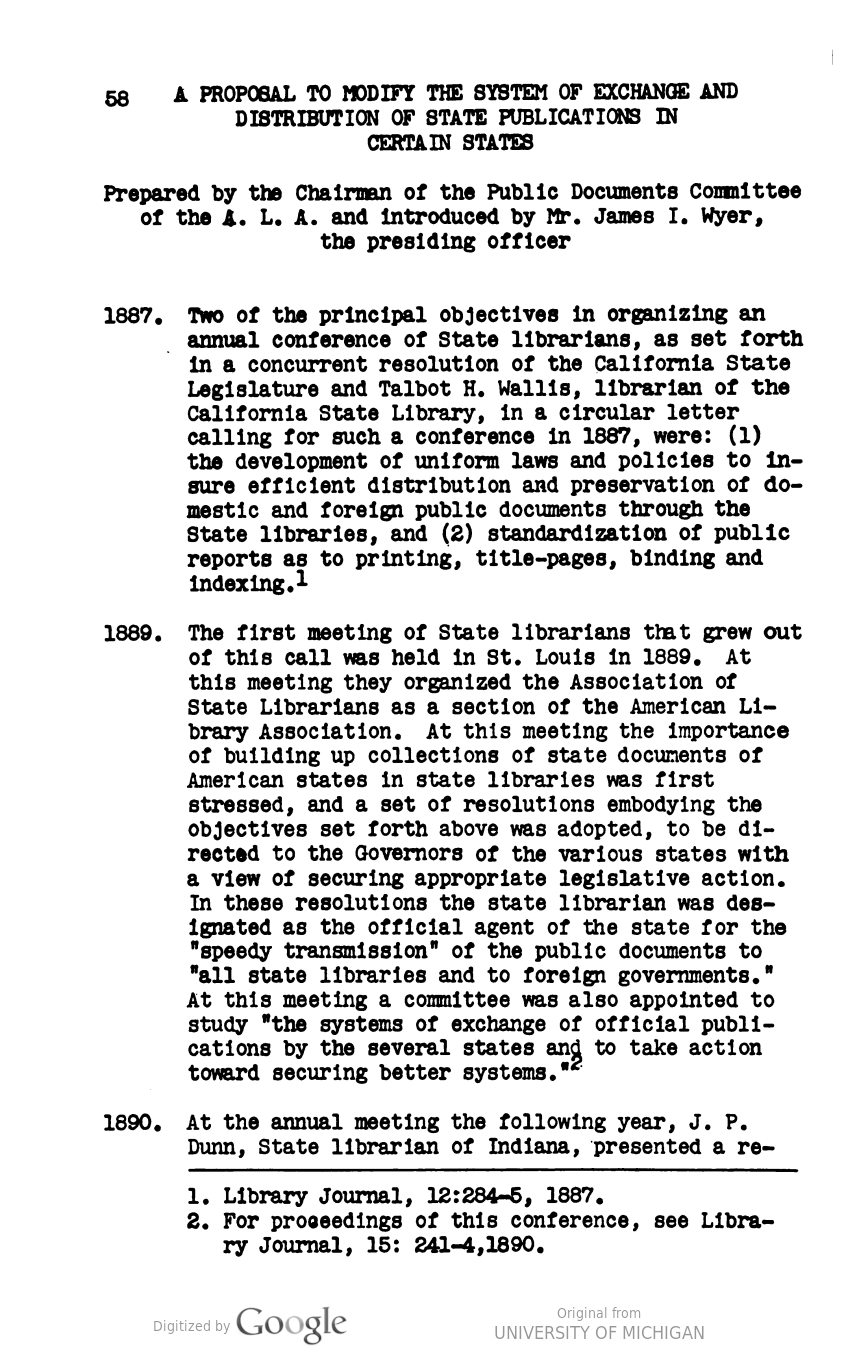 58 A PROPOSAL TO MODIFY THE SYSTEM OF EXCHANGE AND
DISTRIBUTION OF STATE PUBLICATIONS IN
CERTAIN STATES
Prepared by the Chairman of the Public Documents Committee
of the A. L. A. and introduced by Mr. James I. Wyer,
the presiding officer
1887. Two of the principal objectives in organizing an
annual conference of State librarians, as set forth
in a concurrent resolution of the California State
Legislature and Talbot H. Wallis, librarian of the
California State Library, in a circular letter
calling for such a conference in 1887, were: (1)
the development of uniform laws and policies to in-
sure efficient distribution and preservation of do-
mestic and foreign public documents through the
State libraries, and (2) standardization of public
reports as to printing, title-pages, binding and
indexing.1
1889. The first meeting of State librarians that grew out
of this call was held in St. Louis in 1889. At
this meeting they organized the Association of
State Librarians as a section of the American Li-
brary Association. At this meeting the importance
of building up collections of state documents of
American states in state libraries was first
stressed, and a set of resolutions embodying the
objectives set forth above was adopted, to be di-
rected to the Governors of the various states with
a view of securing appropriate legislative action.
In these resolutions the state librarian was des-
ignated as the official agent of the state for the
"speedy transmission" of the public documents to
"all state libraries and to foreign governments."
At this meeting a committee was also appointed to
study "the systems of exchange of official publi-
cations by the several states and to take action
toward securing better systems."2
1890. At the annual meeting the following year, J. P.
Dunn, State librarian of Indiana, presented a re-
1. Library Journal, 12:284-5, 1887.
2. For proceedings of this conference, see Libra-
ry Journal, 15: 241-4,1890.
Digitized by Google
Original from
UNIVERSITY OF MICHIGAN